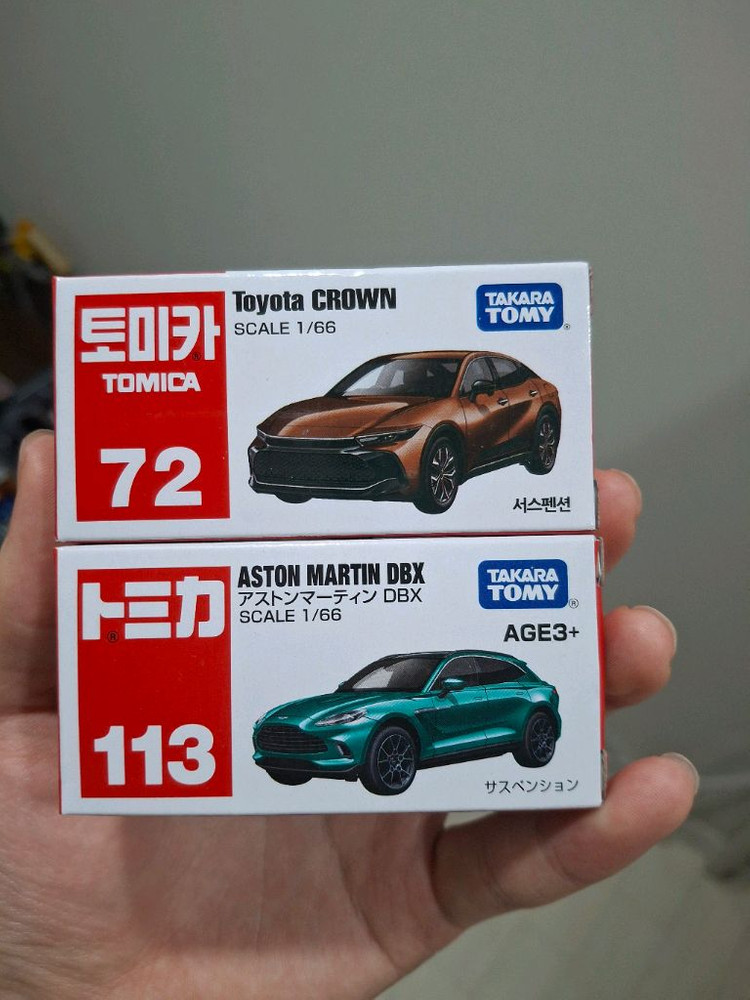 토미카®
TOMICA
72
Toyota CROWN
SCALE 1/66
TAKARA
TOMY®
서스펜션
トミカ®
113
ASTON MARTIN DBX
アストンマーティン DBX
SCALE 1/66
TAKARA
TOMY®
AGE3+
サスペンション